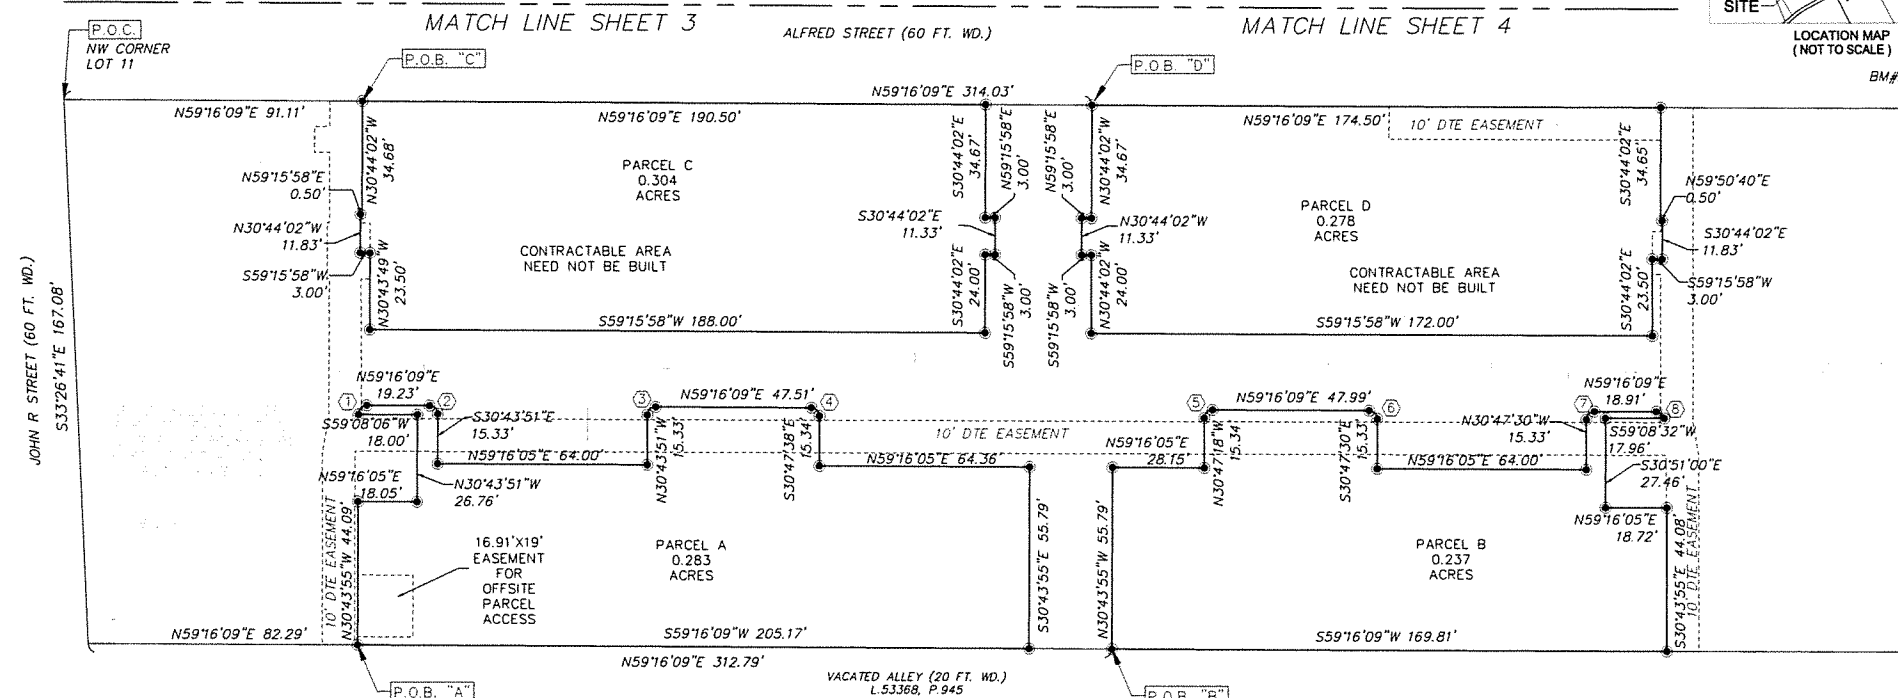 MATCH LINE SHEET 3
MATCH LINE SHEET 4
SITE
LOCATION MAP
( NOT TO SCALE )
BM#
P.O.C.
NW CORNER
LOT 11
ALFRED STREET (60 FT. WD.)
P.O.B. "C"
P.O.B. "D"
N59°16'09"E 91.11'
N59°16'09"E 314.03'
N59°16'09"E 190.50'
N59°16'09"E 174.50'
10' DTE EASEMENT
N30°44'02"W
34.68'
PARCEL C
0.304
ACRES
S30°44'02"E
34.67'
N59°15'58"E
3.00'
N59°15'58"E
3.00'
N30°44'02"W
34.67'
PARCEL D
0.278
ACRES
S30°44'02"E
34.65'
N59°15'58"E
0.50'
N59°50'40"E
0.50'
N30°44'02"W
11.83'
S30°44'02"E
11.33'
N30°44'02"W
11.33'
S30°44'02"E
11.83'
S59°15'58"W
3.00'
N30°43'49"W
23.50'
CONTRACTABLE AREA
NEED NOT BE BUILT
S30°44'02"E
24.00'
S59°15'58"W
3.00'
S59°15'58"W
3.00'
N30°44'02"W
24.00'
CONTRACTABLE AREA
NEED NOT BE BUILT
S30°44'02"E
23.50'
S59°15'58"W
3.00'
S59°15'58"W 188.00'
S59°15'58"W 172.00'
JOHN R STREET (60 FT. WD.)
S33°26'41"E 167.08'
N59°16'09"E
19.23'
N59°16'09"E 47.51'
N59°16'09"E 47.99'
N59°16'09"E
18.91'
1
2
3
4
5
6
7
8
S59°08'06"W
18.00'
S30°43'51"E
15.33'
N30°43'51"W
15.33'
S30°47'38"E
15.34'
10' DTE EASEMENT
N59°16'05"E
28.15'
N30°47'18"W
15.34'
S30°47'30"E
15.33'
N30°47'30"W
15.33'
S59°08'32"W
17.96'
N59°16'05"E 64.00'
N59°16'05"E 64.36'
N59°16'05"E 64.00'
N59°16'05"E
18.05'
N30°43'51"W
26.76'
S30°51'00"E
27.46'
N59°16'05"E
18.72'
10' DTE EASEMENT
N30°43'55"W 44.09'
16.91'X19'
EASEMENT
FOR
OFFSITE
PARCEL
ACCESS
PARCEL A
0.283
ACRES
S30°43'55"E 55.79'
N30°43'55"W 55.79'
PARCEL B
0.237
ACRES
S30°43'55"E 44.08'
10' DTE EASEMENT
N59°16'09"E 82.29'
S59°16'09"W 205.17'
S59°16'09"W 169.81'
N59°16'09"E 312.79'
VACATED ALLEY (20 FT. WD.)
L.53368, P.945
P.O.B. "A"
P.O.B. "B"